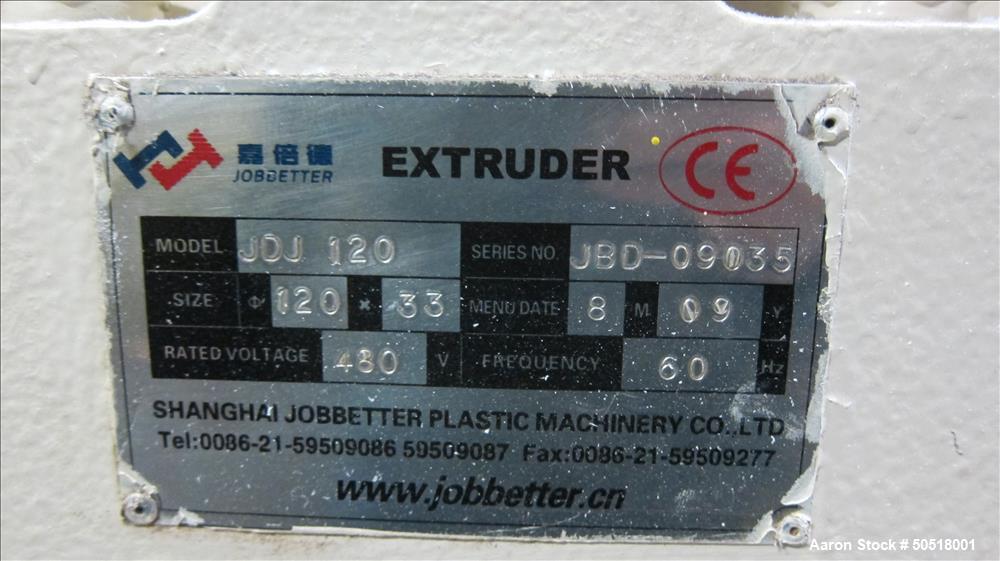 嘉倍德
JOBBETTER
EXTRUDER
CE
MODEL JDJ 120 SERIES NO. JBD-09035
SIZE Φ 120 × 33 MENU DATE 8 M 09 Y
RATED VOLTAGE 480 V FREQUENCY 60 Hz
SHANGHAI JOBBETTER PLASTIC MACHINERY CO.,LTD
Tel:0086-21-59509086 59509087 Fax:0086-21-59509277
www.jobbetter.cn
Aaron Stock # 50518001